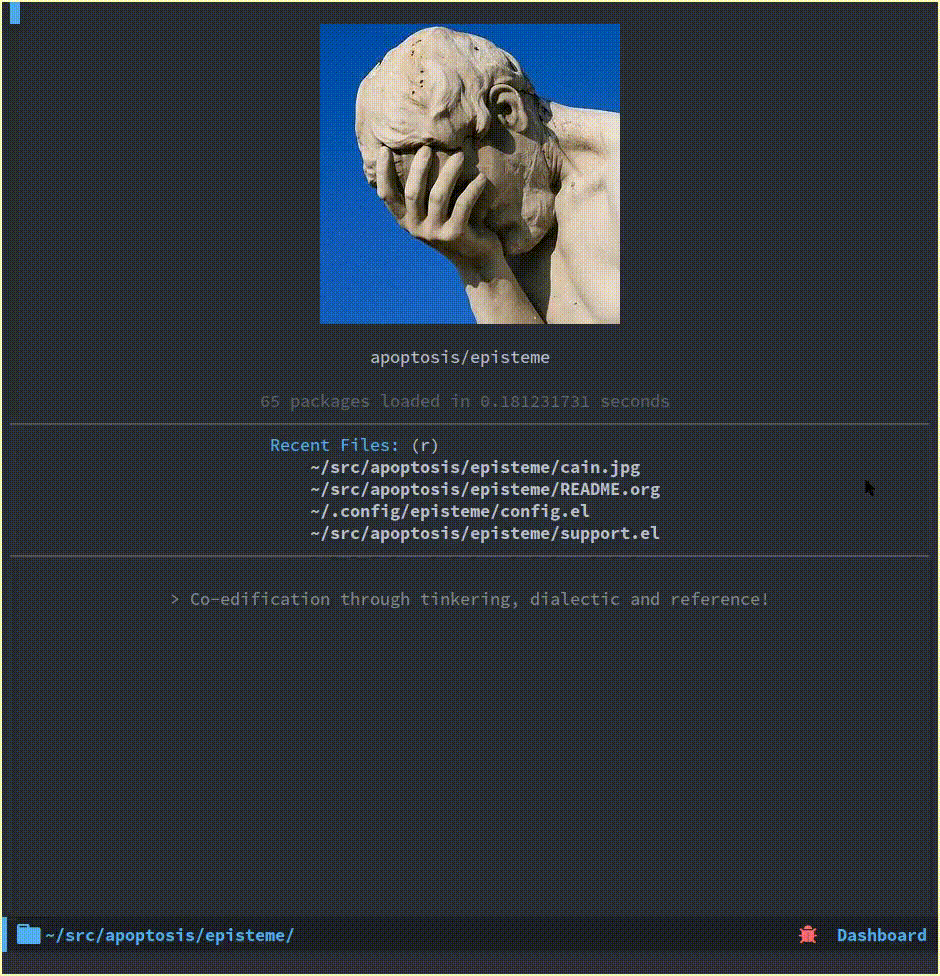 apoptosis/episteme
65 packages loaded in 0.181231731 seconds
Recent Files: (r)
~/src/apoptosis/episteme/cain.jpg
~/src/apoptosis/episteme/README.org
~/.config/episteme/config.el
~/src/apoptosis/episteme/support.el
> Co-edification through tinkering, dialectic and reference!
~/src/apoptosis/episteme/ Dashboard